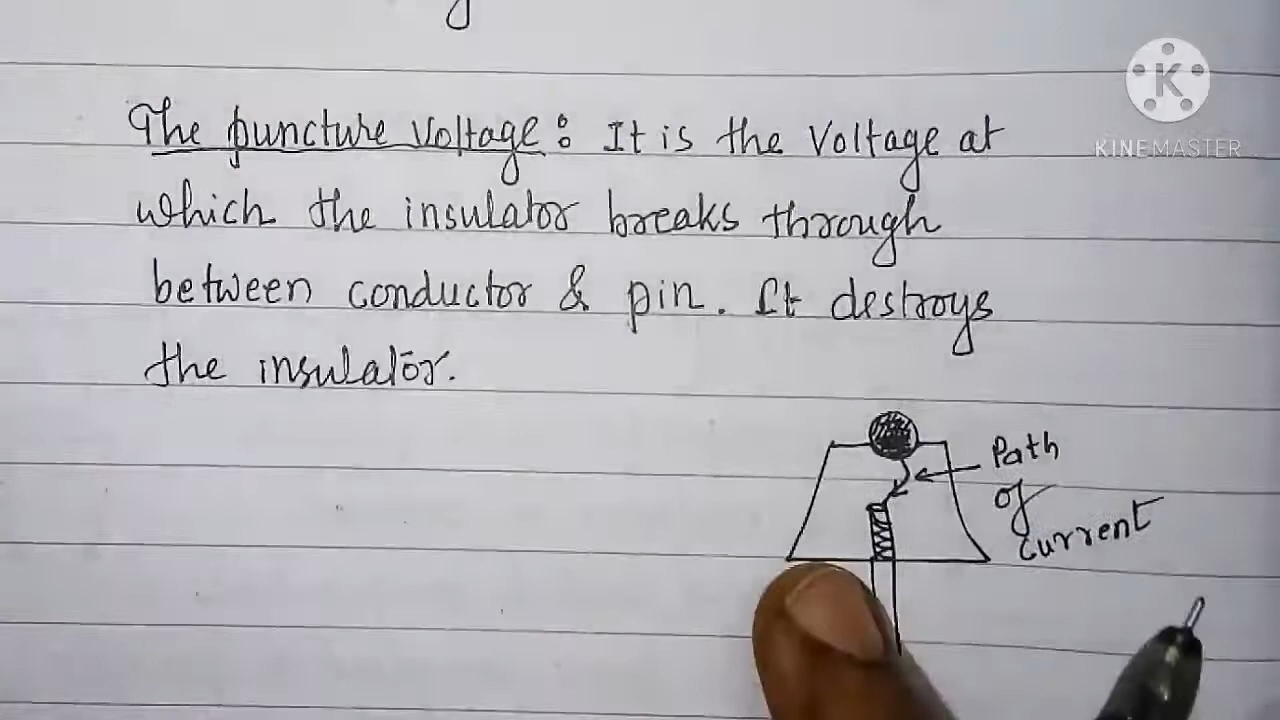 The puncture Voltage: It is the Voltage at
which the insulator breaks through
between conductor & pin. It destroys
the insulator.
Path
of
current
K
KINEMASTER